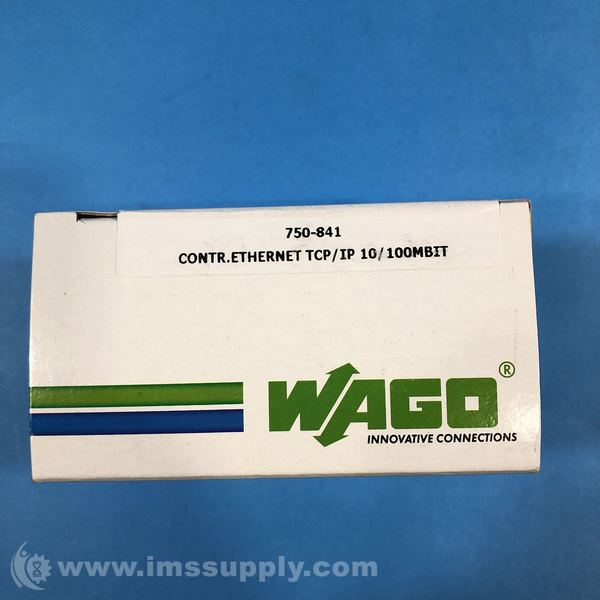 750-841
CONTR.ETHERNET TCP/IP 10/100MBIT
WAGO®
INNOVATIVE CONNECTIONS
www.imssupply.com